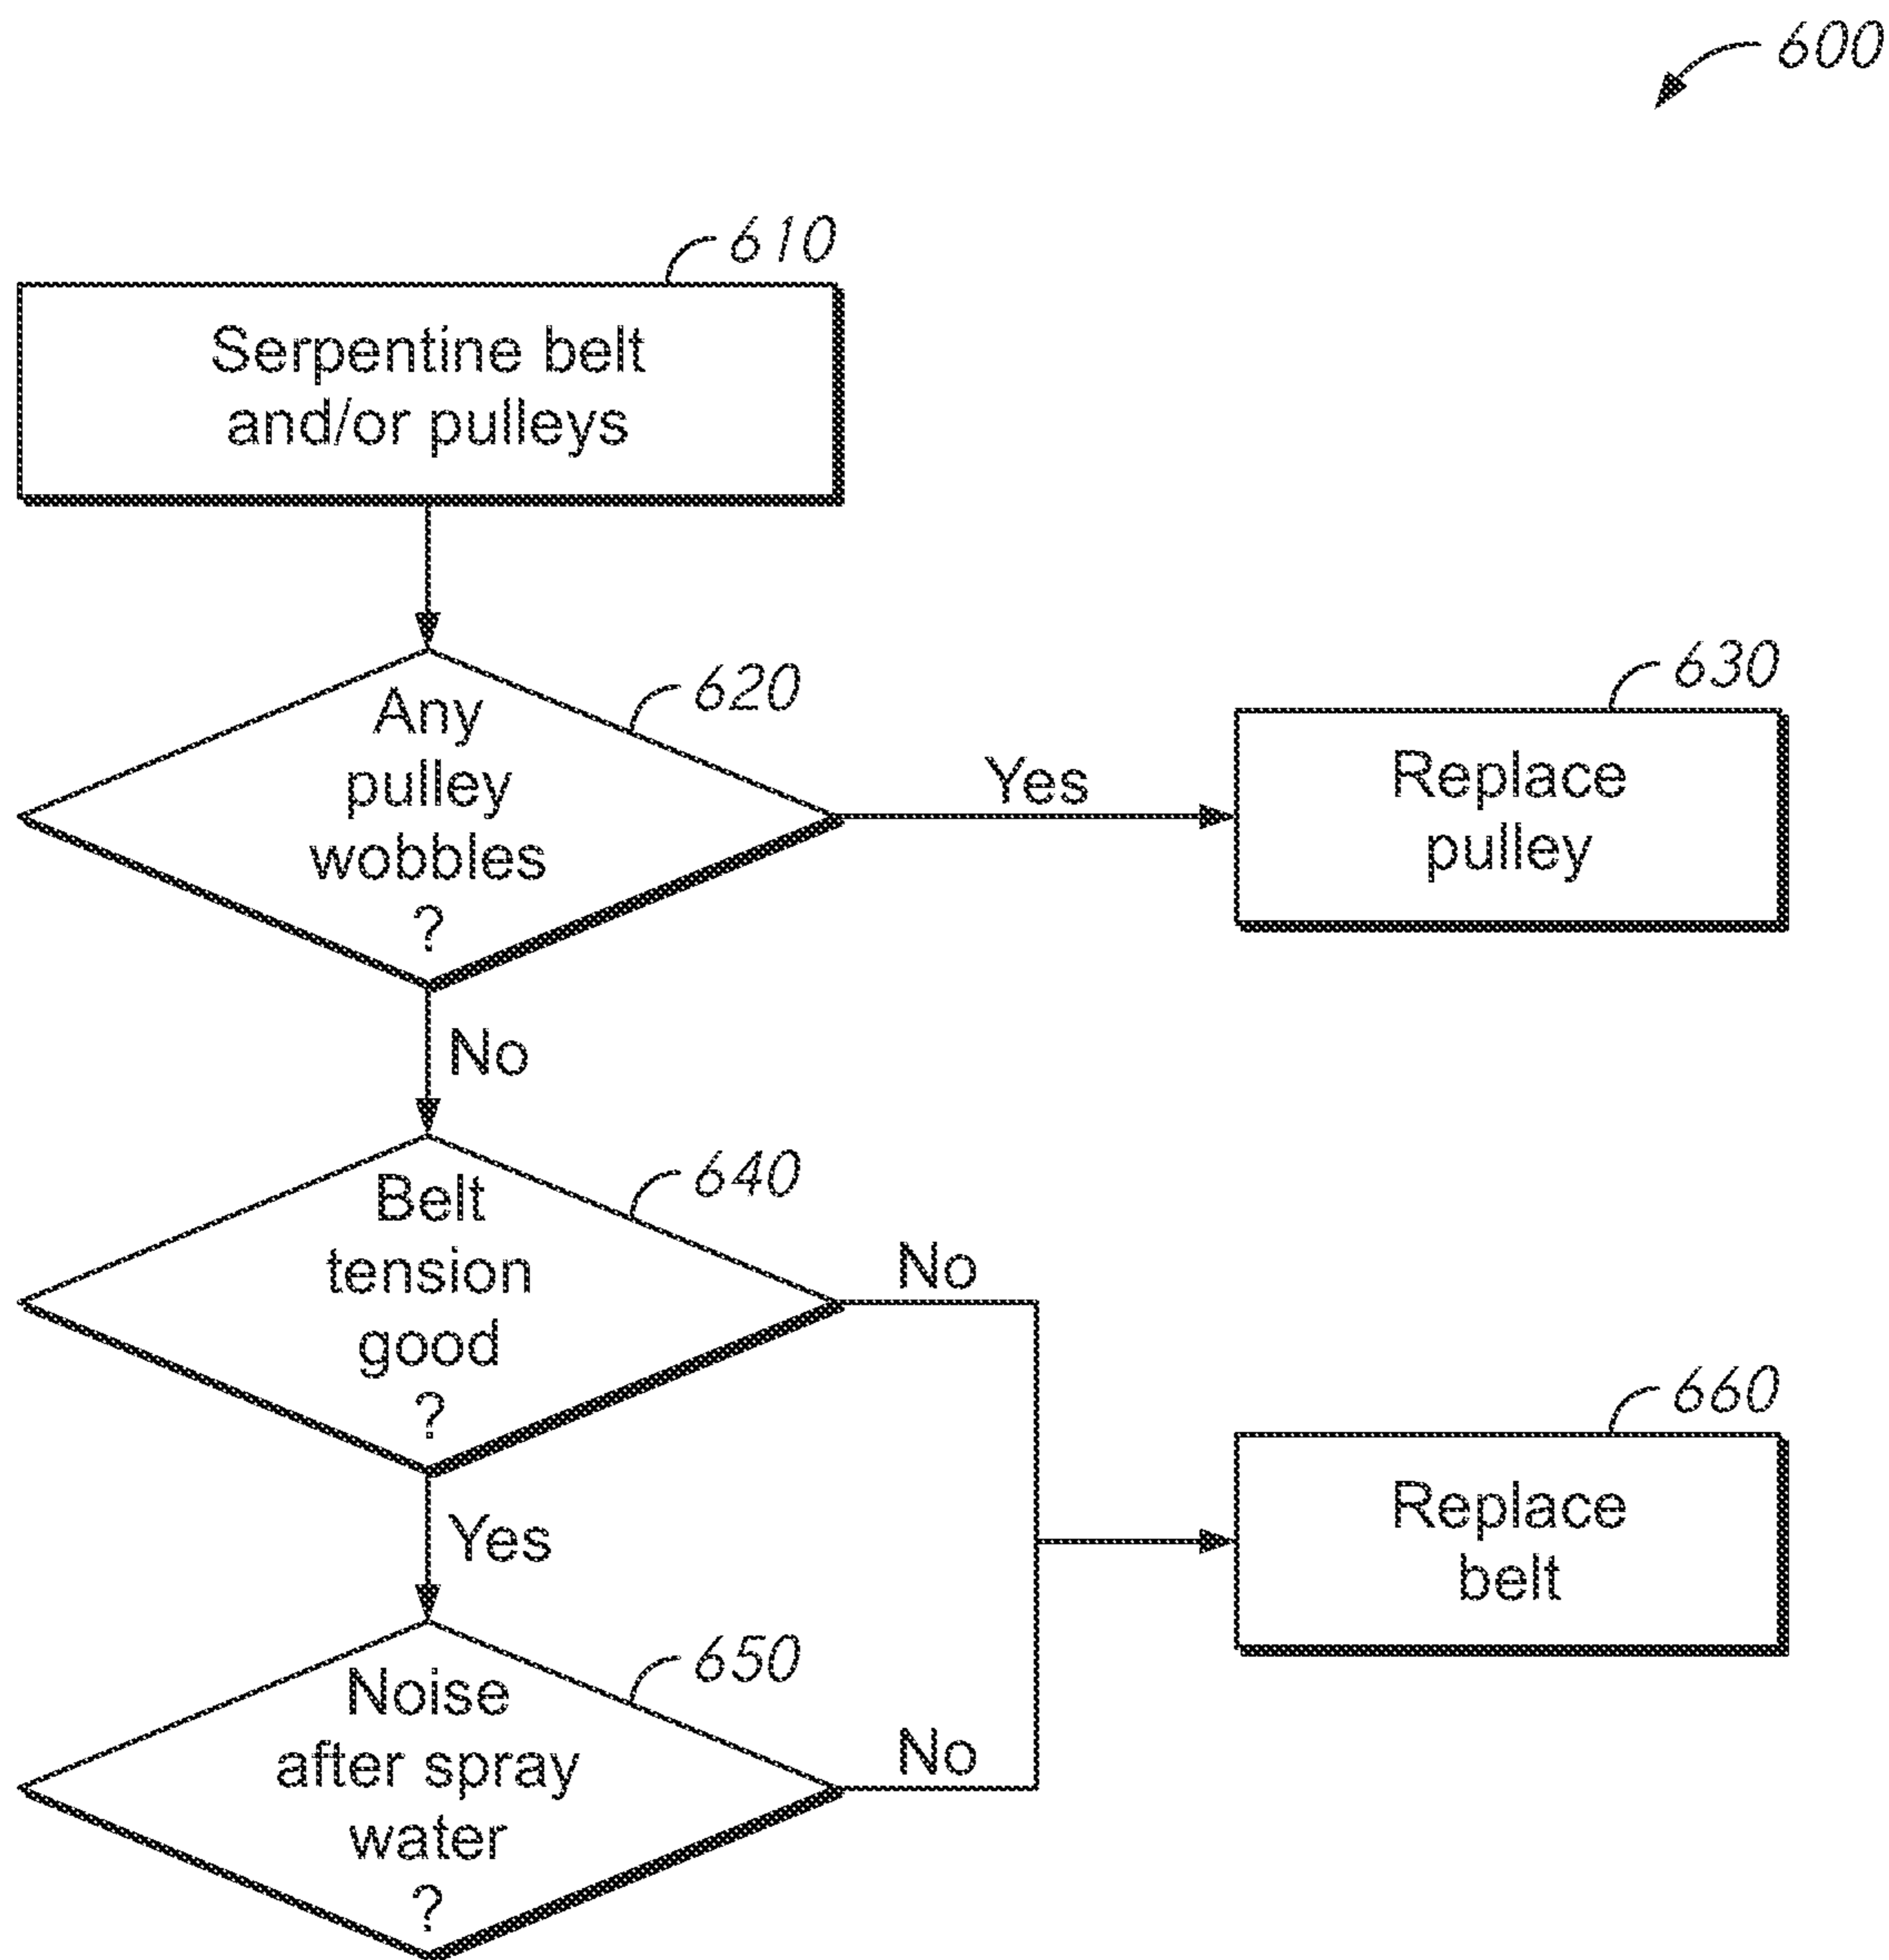 600
610
Serpentine belt
and/or pulleys
620
Any
pulley
wobbles
?
Yes
630
Replace
pulley
No
640
Belt
tension
good
?
No
660
Replace
belt
Yes
650
Noise
after spray
water
?
No